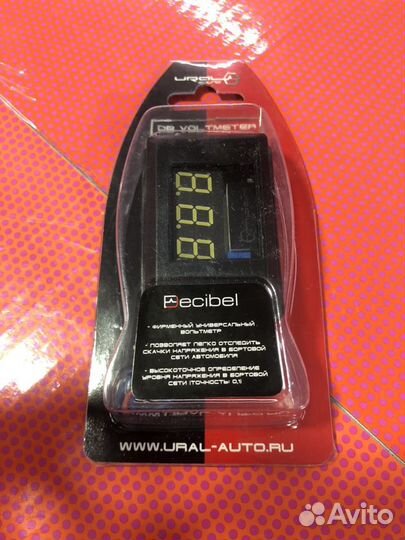 URAL
DB VOLTMETER
8.8.8
Decibel
- ФИРМЕННЫЙ УНИВЕРСАЛЬНЫЙ
ВОЛЬТМЕТР
- ПОЗВОЛЯЕТ ЛЕГКО ОТСЛЕДИТЬ
СКАЧКИ НАПРЯЖЕНИЯ В БОРТОВОЙ
СЕТИ АВТОМОБИЛЯ
- ВЫСОКОТОЧНОЕ ОПРЕДЕЛЕНИЕ
УРОВНЯ НАПРЯЖЕНИЯ В БОРТОВОЙ
СЕТИ (ТОЧНОСТЬ: 0,1)
WWW.URAL-AUTO.RU
Avito